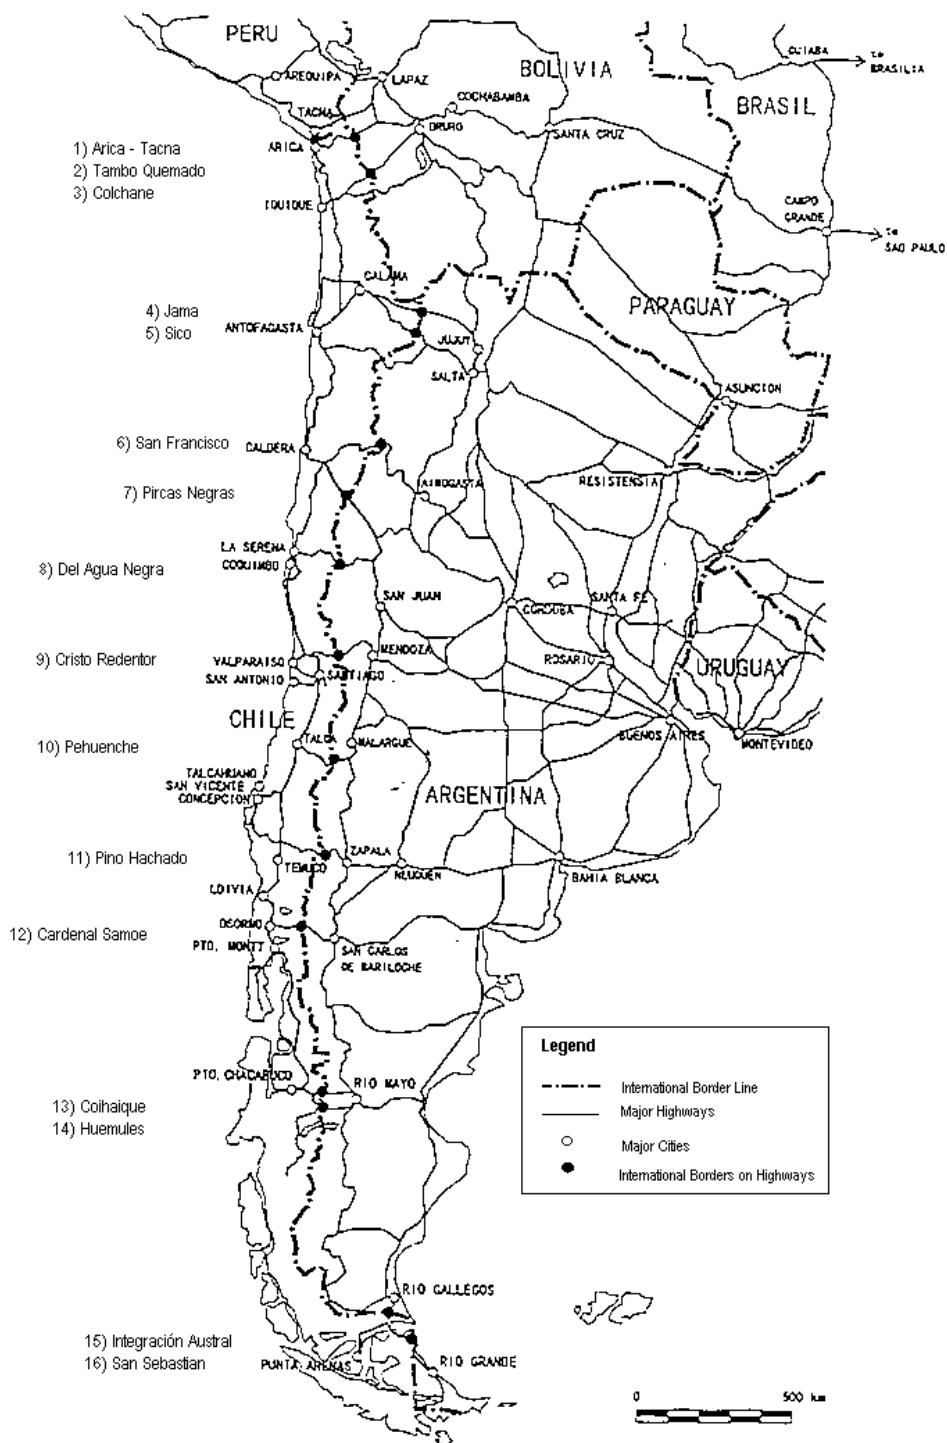 PERU
BOLIVIA
CUIABA
to
BRASILIA
AREQUIPA
LAPAZ
COCHABAMBA
BRASIL
TACNA
ORURO
SANTA CRUZ
ARICA
1) Arica - Tacna
2) Tambo Quemado
3) Colchane
IQUIQUE
CAMPO
GRANDE
to
SAO PAULO
CALAMA
PARAGUAY
4) Jama
5) Sico
ANTOFAGASTA
JUJUY
SALTA
ASUNCION
6) San Francisco
CALDERA
7) Pircas Negras
AIMOGASTA
RESISTENSIA
LA SERENA
COQUIMBO
8) Del Agua Negra
SAN JUAN
CORDOBA
SANTA FE
9) Cristo Redentor
VALPARAISO
SAN ANTONIO
SANTIAGO
MENDOZA
ROSARIO
URUGUAY
CHILE
10) Pehuenche
TALCA
MALARGUE
BUENOS AIRES
MONTEVIDEO
TALCAHUANO
SAN VICENTE
CONCEPCION
ARGENTINA
11) Pino Hachado
TEMUCO
ZAPALA
NEUQUEN
BAHIA BLANCA
LDIVIA
12) Cardenal Samoe
OSORNO
PTO, MONTT
SAN CARLOS
DE BARILOCHE
Legend
International Border Line
Major Highways
Major Cities
International Borders on Highways
PTO, CHACABUCO
RIO MAYO
13) Coihaique
14) Huemules
RIO GALLEGOS
15) Integración Austral
16) San Sebastian
PUNTA ARENAS
RIO GRANDE
0 500 km